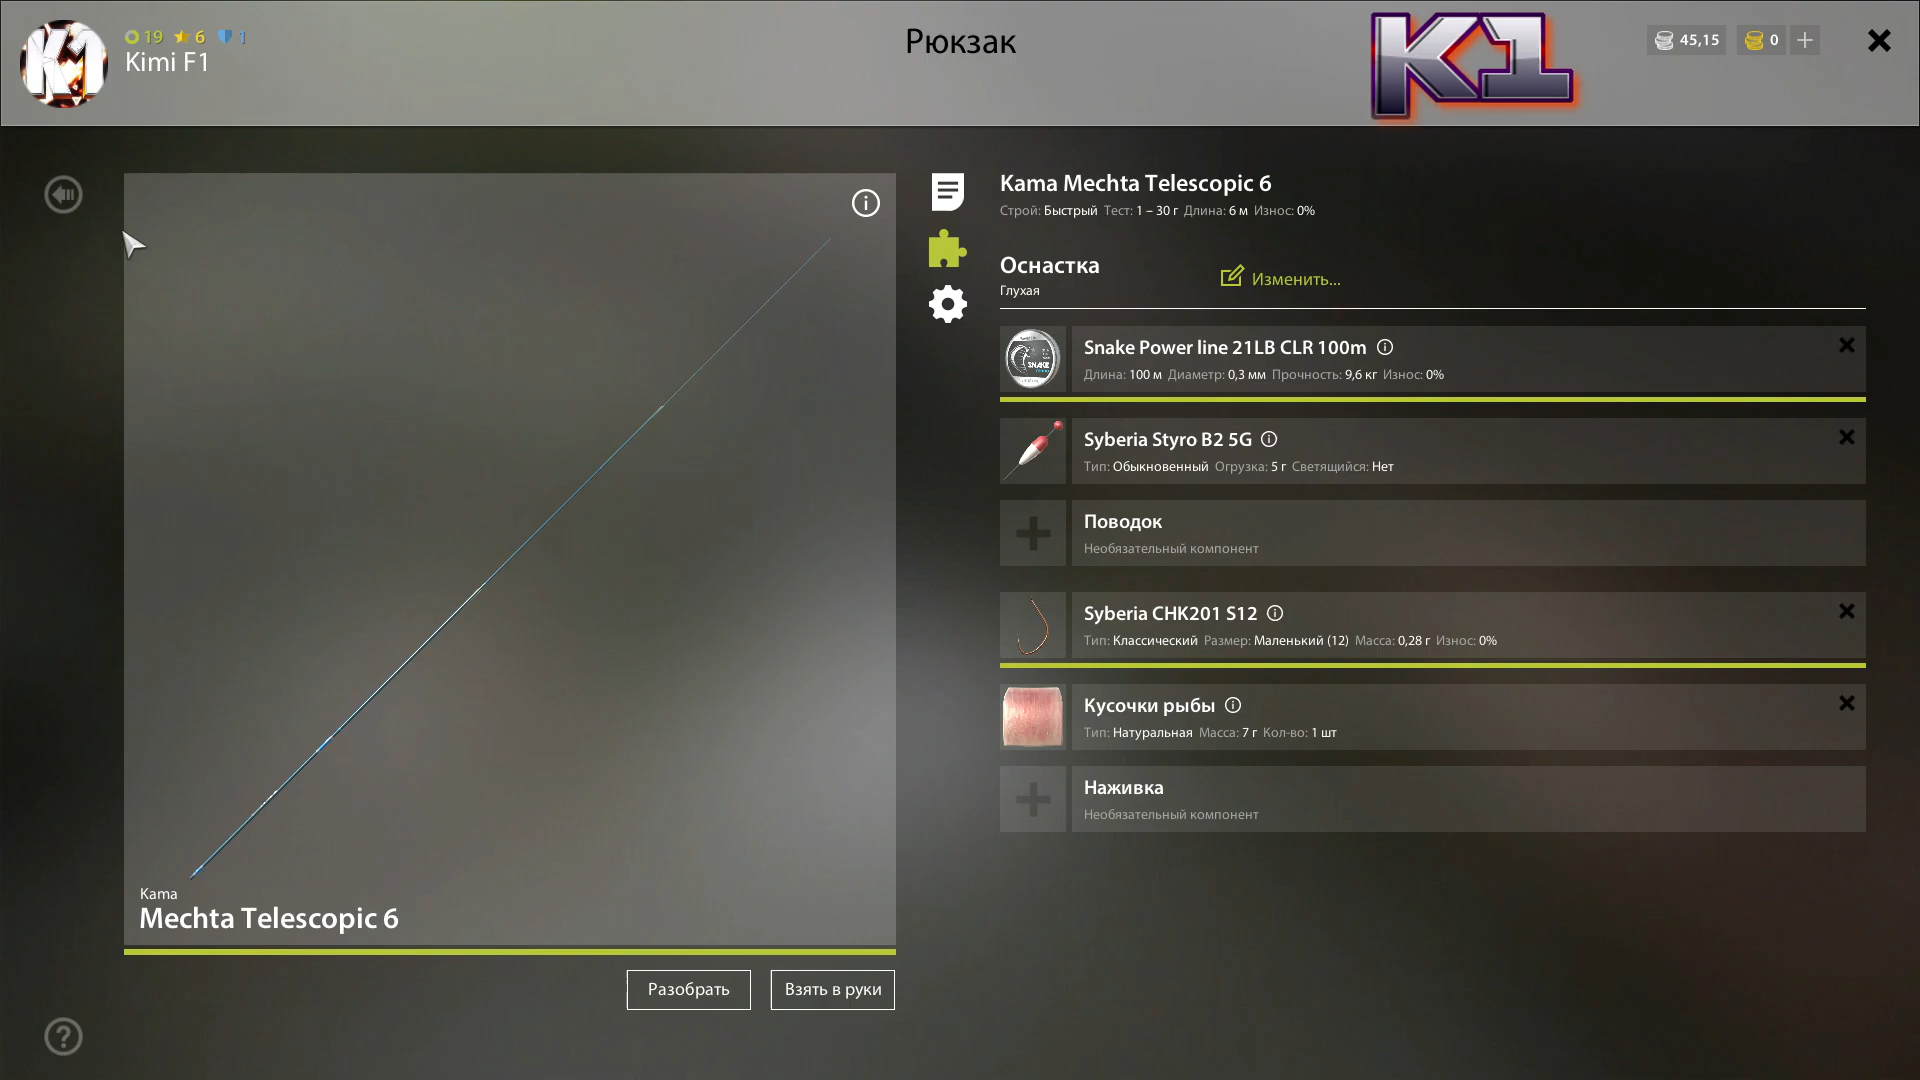 K1
19 6 1
Kimi F1
Рюкзак
K1
45,15
0
Kama Mechta Telescopic 6
Строй: Быстрый Тест: 1 – 30 г Длина: 6 м Износ: 0%
Оснастка
Глухая
Изменить...
Snake Power line 21LB CLR 100m
Длина: 100 м Диаметр: 0,3 мм Прочность: 9,6 кг Износ: 0%
SNAKE
Syberia Styro B2 5G
Тип: Обыкновенный Огрузка: 5 г Светящийся: Нет
Поводок
Необязательный компонент
Syberia CHK201 S12
Тип: Классический Размер: Маленький (12) Масса: 0,28 г Износ: 0%
Кусочки рыбы
Тип: Натуральная Масса: 7 г Кол-во: 1 шт
Наживка
Необязательный компонент
Kama
Mechta Telescopic 6
Разобрать
Взять в руки